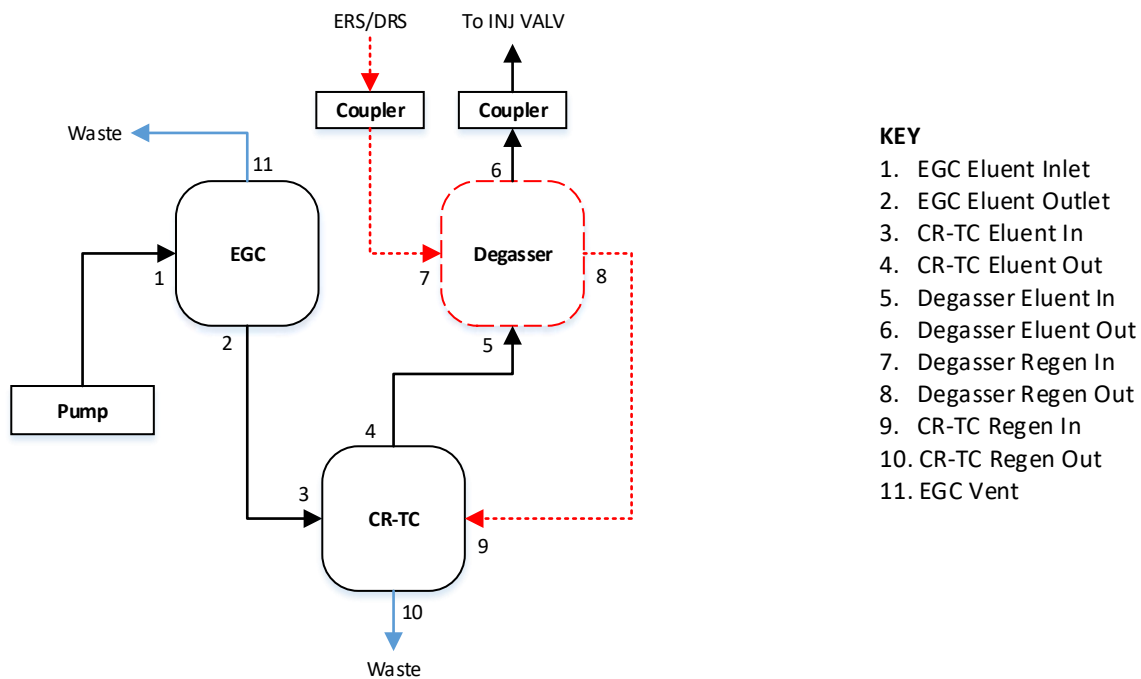 ERS/DRS
To INJ VALV
Coupler
Coupler
Waste
11
6
EGC
Degasser
1
7
8
2
5
Pump
4
3
CR-TC
9
10
Waste
KEY
1. EGC Eluent Inlet
2. EGC Eluent Outlet
3. CR-TC Eluent In
4. CR-TC Eluent Out
5. Degasser Eluent In
6. Degasser Eluent Out
7. Degasser Regen In
8. Degasser Regen Out
9. CR-TC Regen In
10. CR-TC Regen Out
11. EGC Vent